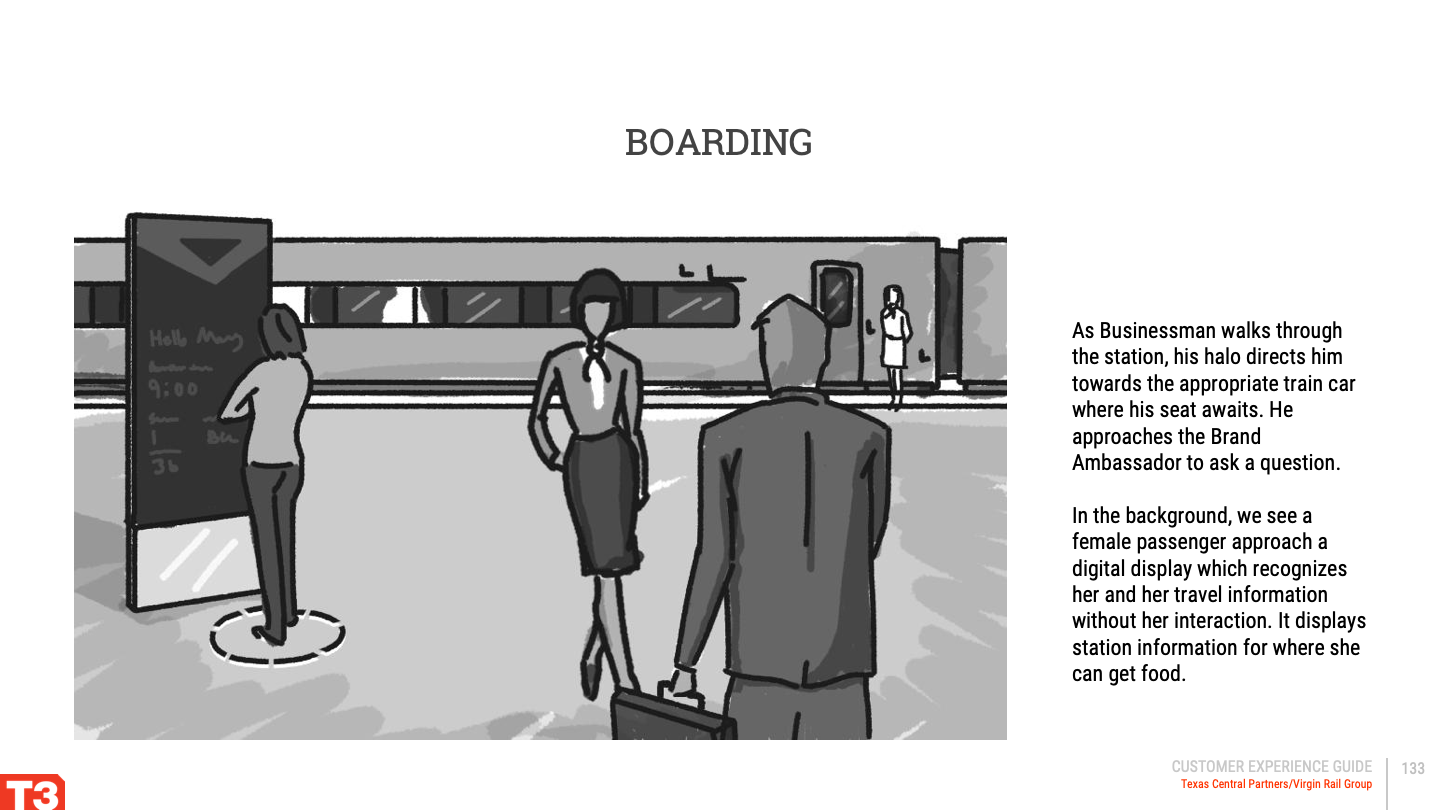 BOARDING
Hello Mary
9:00
1
36
As Businessman walks through
the station, his halo directs him
towards the appropriate train car
where his seat awaits. He
approaches the Brand
Ambassador to ask a question.
In the background, we see a
female passenger approach a
digital display which recognizes
her and her travel information
without her interaction. It displays
station information for where she
can get food.
CUSTOMER EXPERIENCE GUIDE
Texas Central Partners/Virgin Rail Group
133
T3